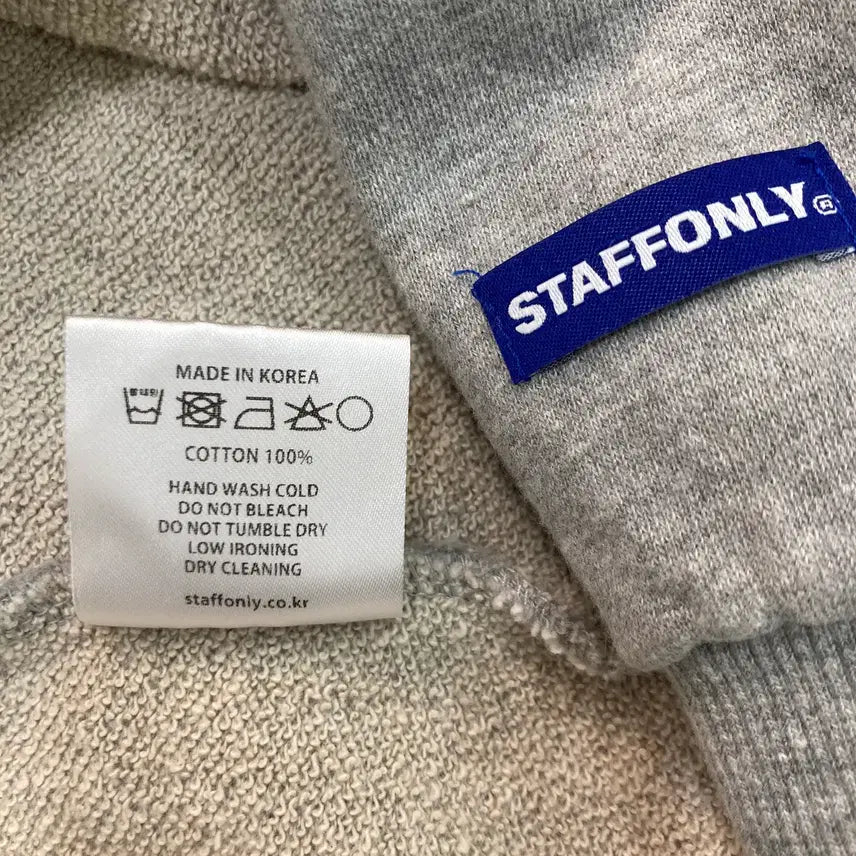 STAFFONLY®
MADE IN KOREA
COTTON 100%
HAND WASH COLD
DO NOT BLEACH
DO NOT TUMBLE DRY
LOW IRONING
DRY CLEANING
staffonly.co.kr